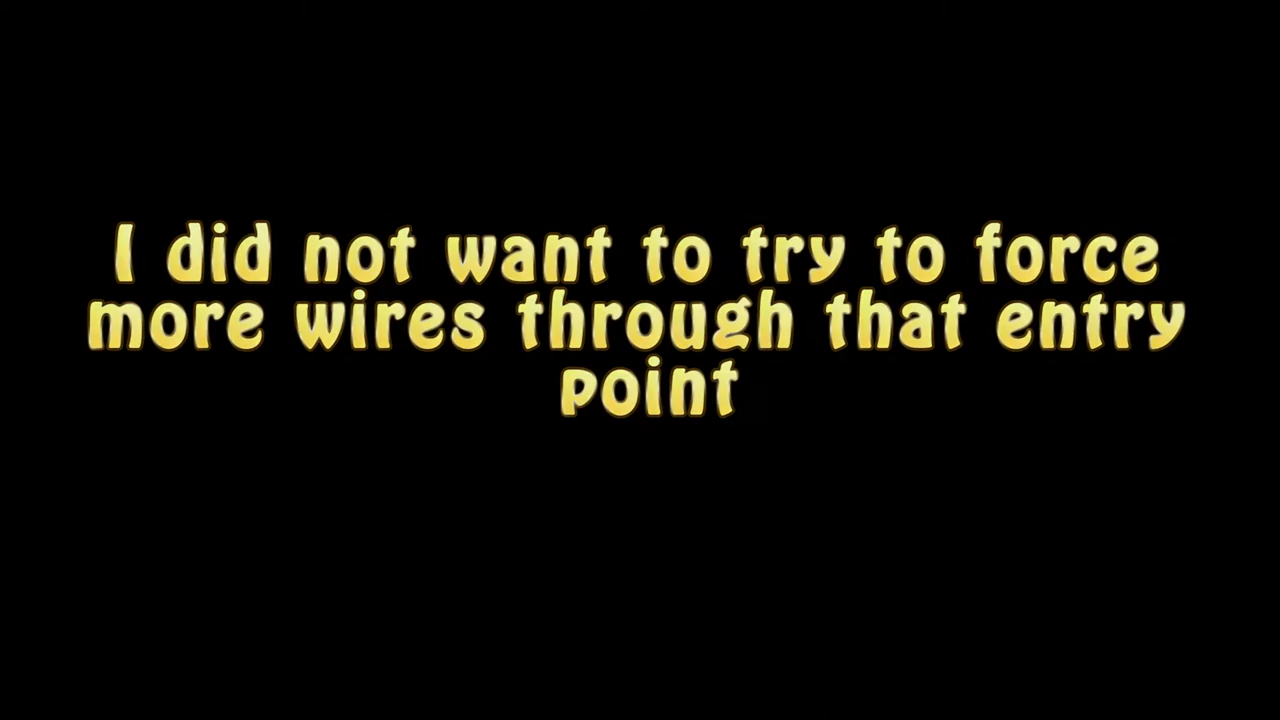 I did not want to try to force
more wires through that entry
point